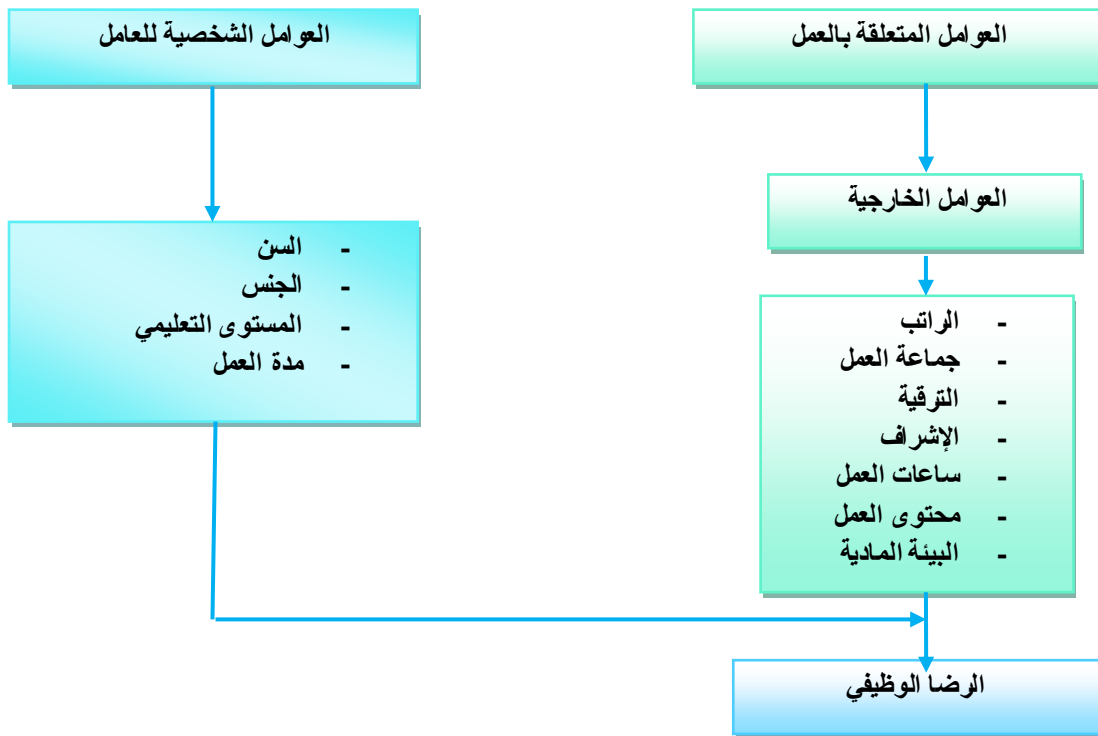 العوامل المتعلقة بالعمل
العوامل الشخصية للعامل
العوامل الخارجية
- الراتب
- جماعة العمل
- الترقية
- الإشراف
- ساعات العمل
- محتوى العمل
- البيئة المادية
- السن
- الجنس
- المستوى التعليمي
- مدة العمل
الرضا الوظيفي